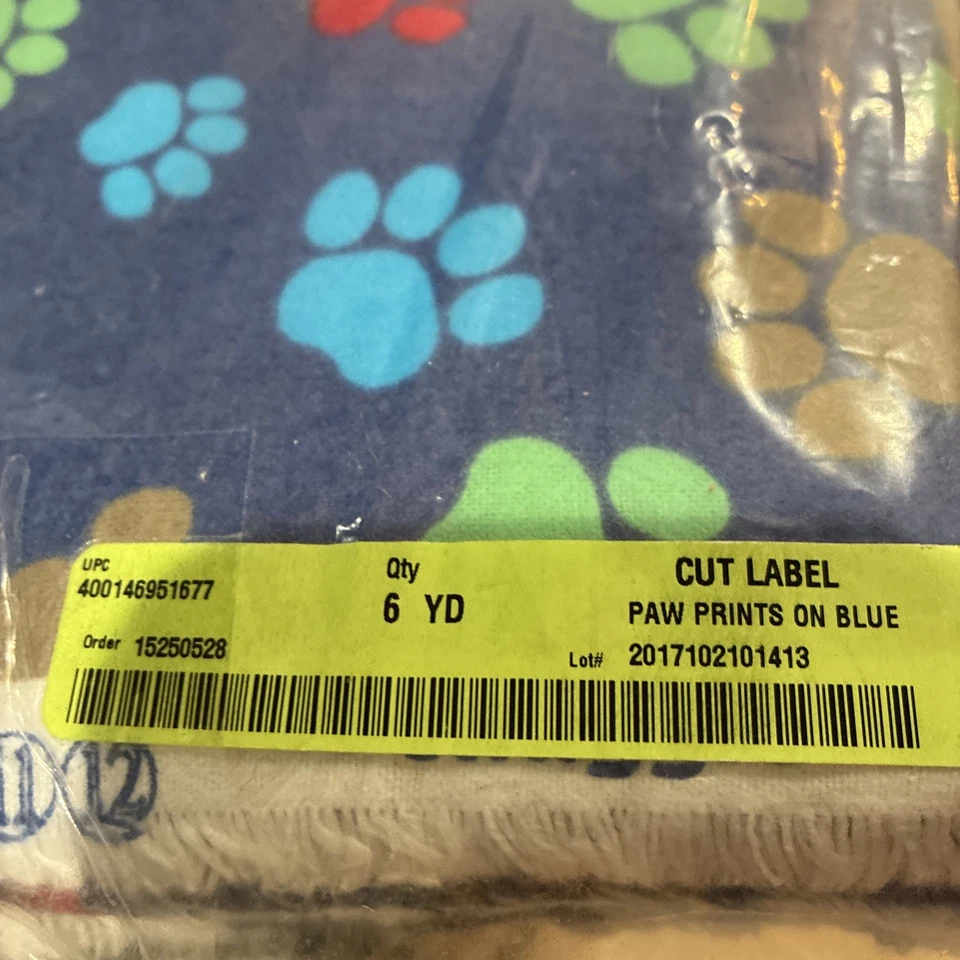 UPC
400146951677
Qty
6 YD
CUT LABEL
PAW PRINTS ON BLUE
Order 15250528
Lot# 2017102101413
11 12